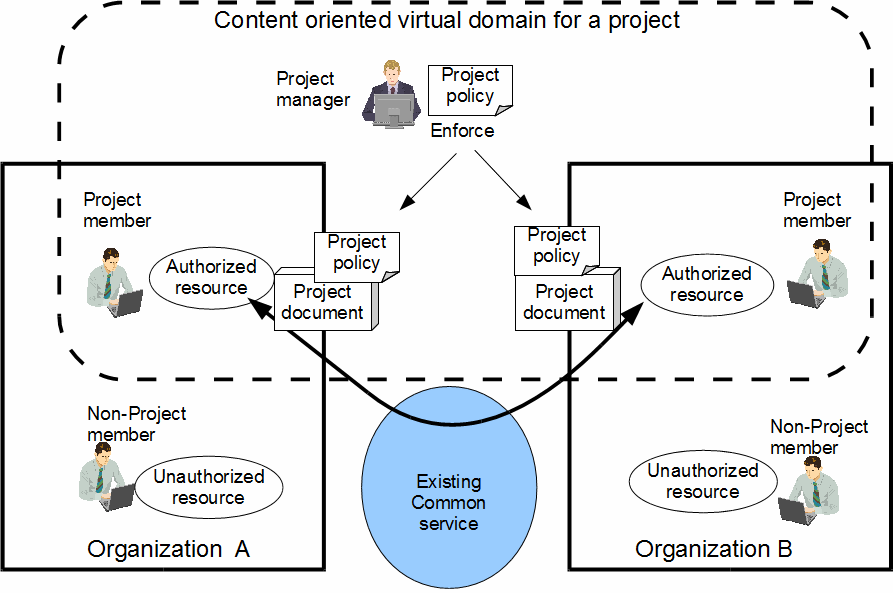 Content oriented virtual domain for a project
Project
manager
Project
policy
Enforce
Project
member
Authorized
resource
Project
policy
Project
document
Project
policy
Project
document
Authorized
resource
Project
member
Non-Project
member
Unauthorized
resource
Organization A
Existing
Common
service
Non-Project
member
Unauthorized
resource
Organization B